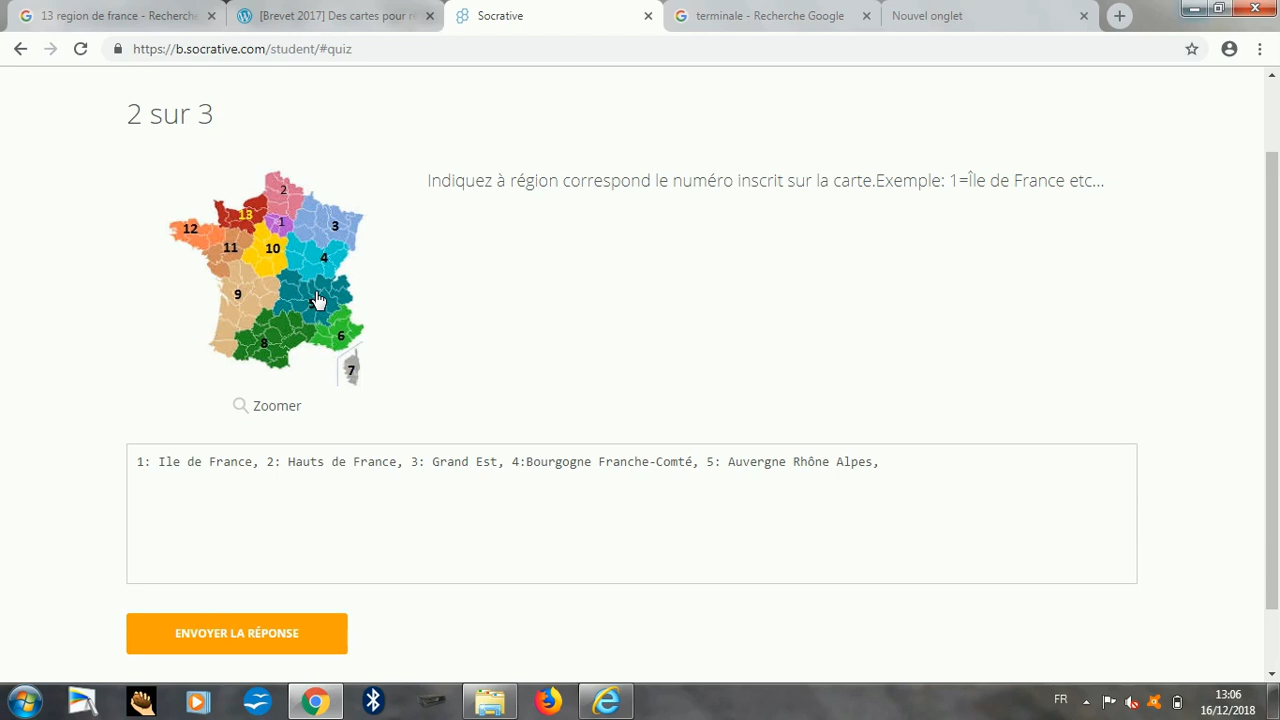 13 region de france - Recherche
[Brevet 2017] Des cartes pour r
Socrative
terminale - Recherche Google
Nouvel onglet
https://b.socrative.com/student/#quiz
2 sur 3
Indiquez à région correspond le numéro inscrit sur la carte.Exemple: 1=Île de France etc...
2
13
1
12
3
11
10
4
9
5
6
8
7
Zoomer
1: Ile de France, 2: Hauts de France, 3: Grand Est, 4:Bourgogne Franche-Comté, 5: Auvergne Rhône Alpes,
ENVOYER LA RÉPONSE
FR
13:06
16/12/2018